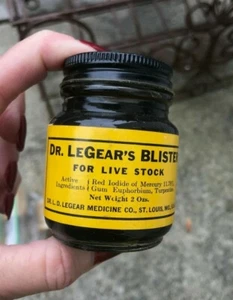 DR. LEGEAR'S BLISTER
FOR LIVE STOCK
Active Ingredients { Red Iodide of Mercury
Gum Euphorbium, Turpentine
Net Weight 2 Ozs.
DR. L. D. LEGEAR MEDICINE CO., ST. LOUIS, MO.